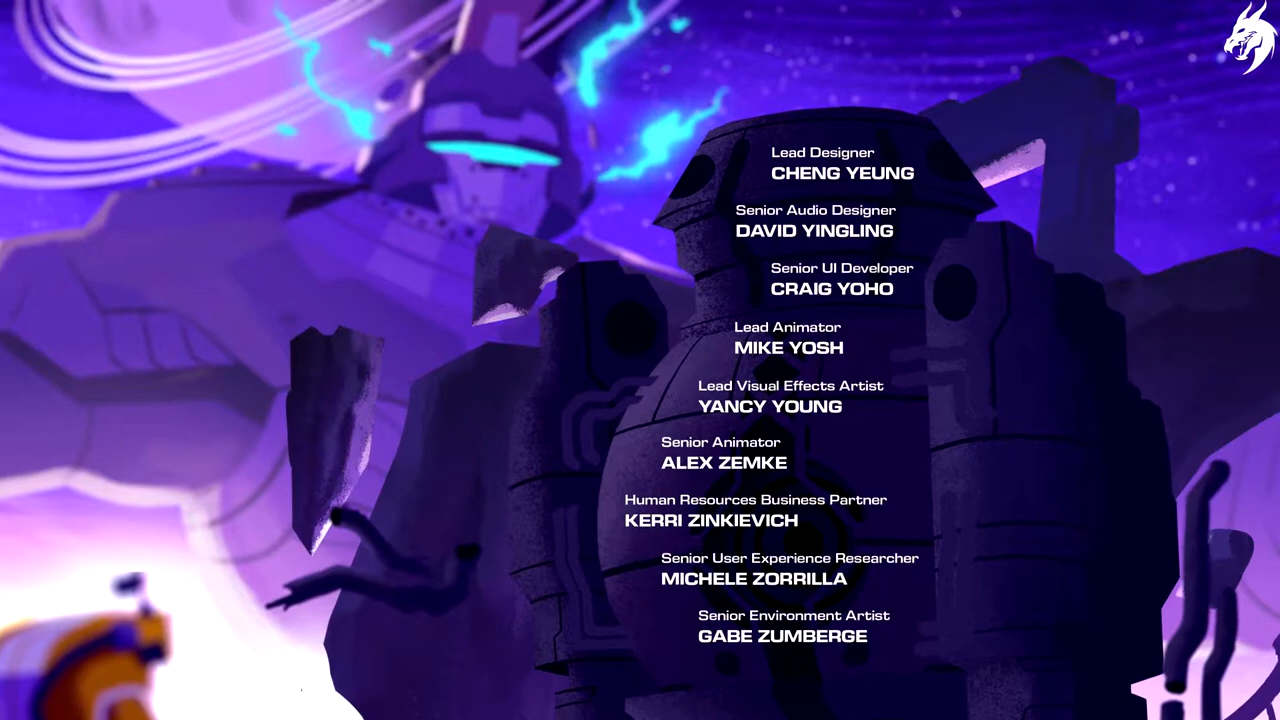 Lead Designer
CHENG YEUNG
Senior Audio Designer
DAVID YINGLING
Senior UI Developer
CRAIG YOHO
Lead Animator
MIKE YOSH
Lead Visual Effects Artist
YANCY YOUNG
Senior Animator
ALEX ZEMKE
Human Resources Business Partner
KERRI ZINKIEVICH
Senior User Experience Researcher
MICHELE ZORRILLA
Senior Environment Artist
GABE ZUMBERGE